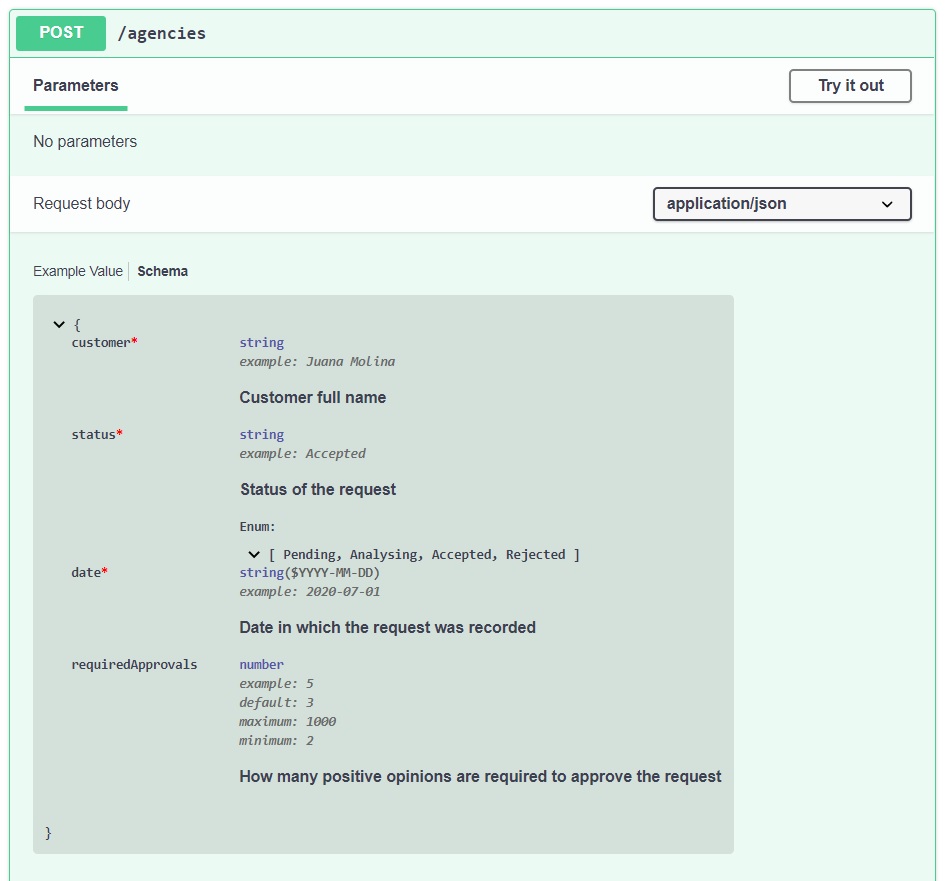 POST /agencies
Parameters
Try it out
No parameters
Request body
application/json
Example Value Schema
{
customer* string
example: Juana Molina
Customer full name
status* string
example: Accepted
Status of the request
Enum:
[ Pending, Analysing, Accepted, Rejected ]
date* string($YYYY-MM-DD)
example: 2020-07-01
Date in which the request was recorded
requiredApprovals number
example: 5
default: 3
maximum: 1000
minimum: 2
How many positive opinions are required to approve the request
}